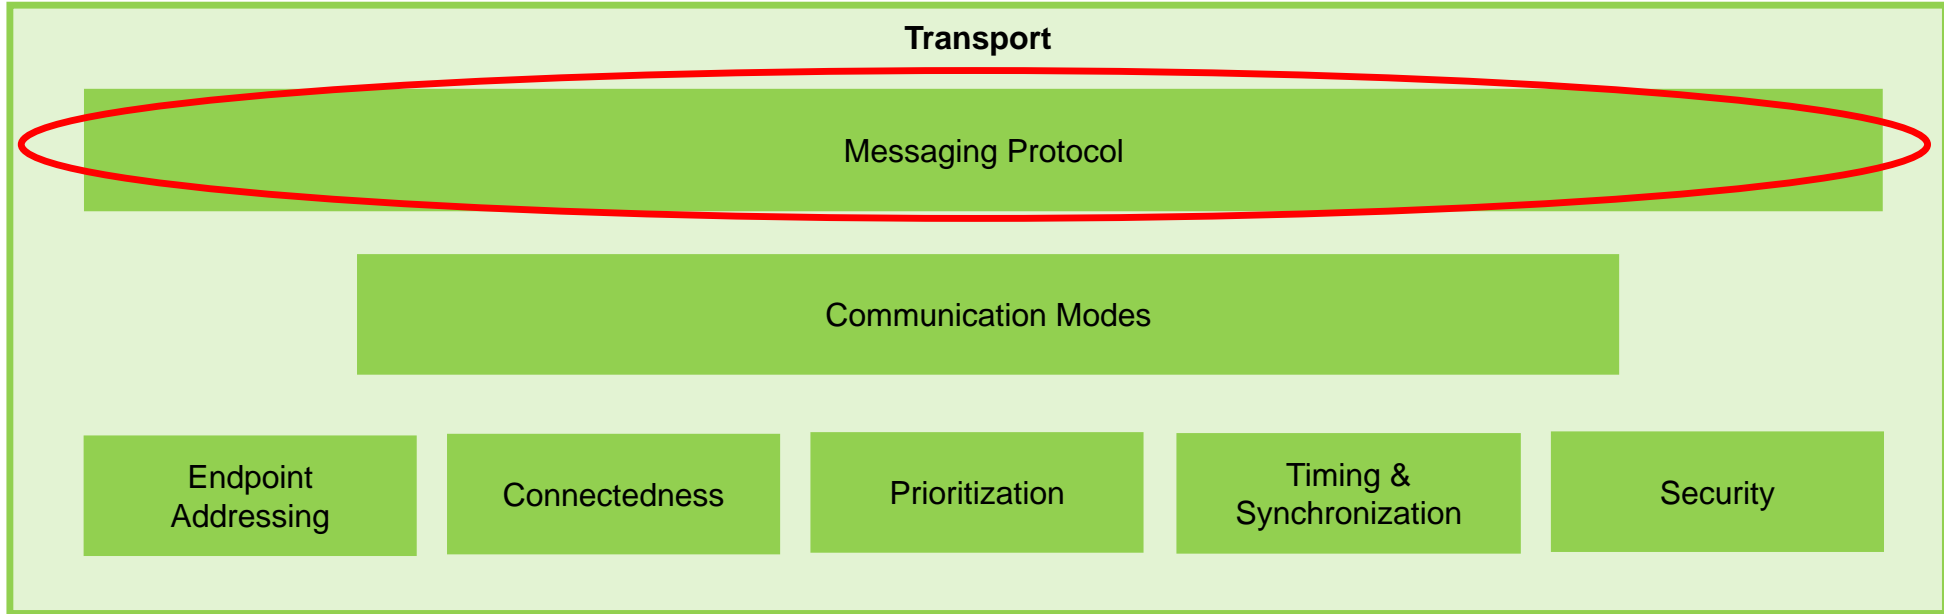 Transport
Messaging Protocol
Communication Modes
Endpoint
Addressing
Connectedness
Prioritization
Timing &
Synchronization
Security